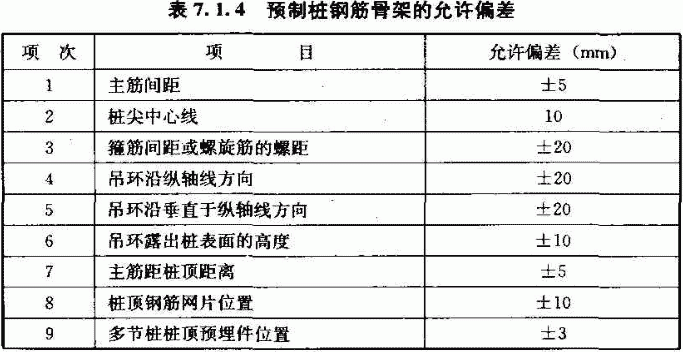 表 7.1.4 预制桩钢筋骨架的允许偏差
项 次 项 目 允许偏差（mm）
1 主筋间距 ±5
2 桩尖中心线 10
3 箍筋间距或螺旋筋的螺距 ±20
4 吊环沿纵轴线方向 ±20
5 吊环沿垂直于纵轴线方向 ±20
6 吊环露出桩表面的高度 ±10
7 主筋距桩顶距离 ±5
8 桩顶钢筋网片位置 ±10
9 多节桩桩顶预埋件位置 ±3